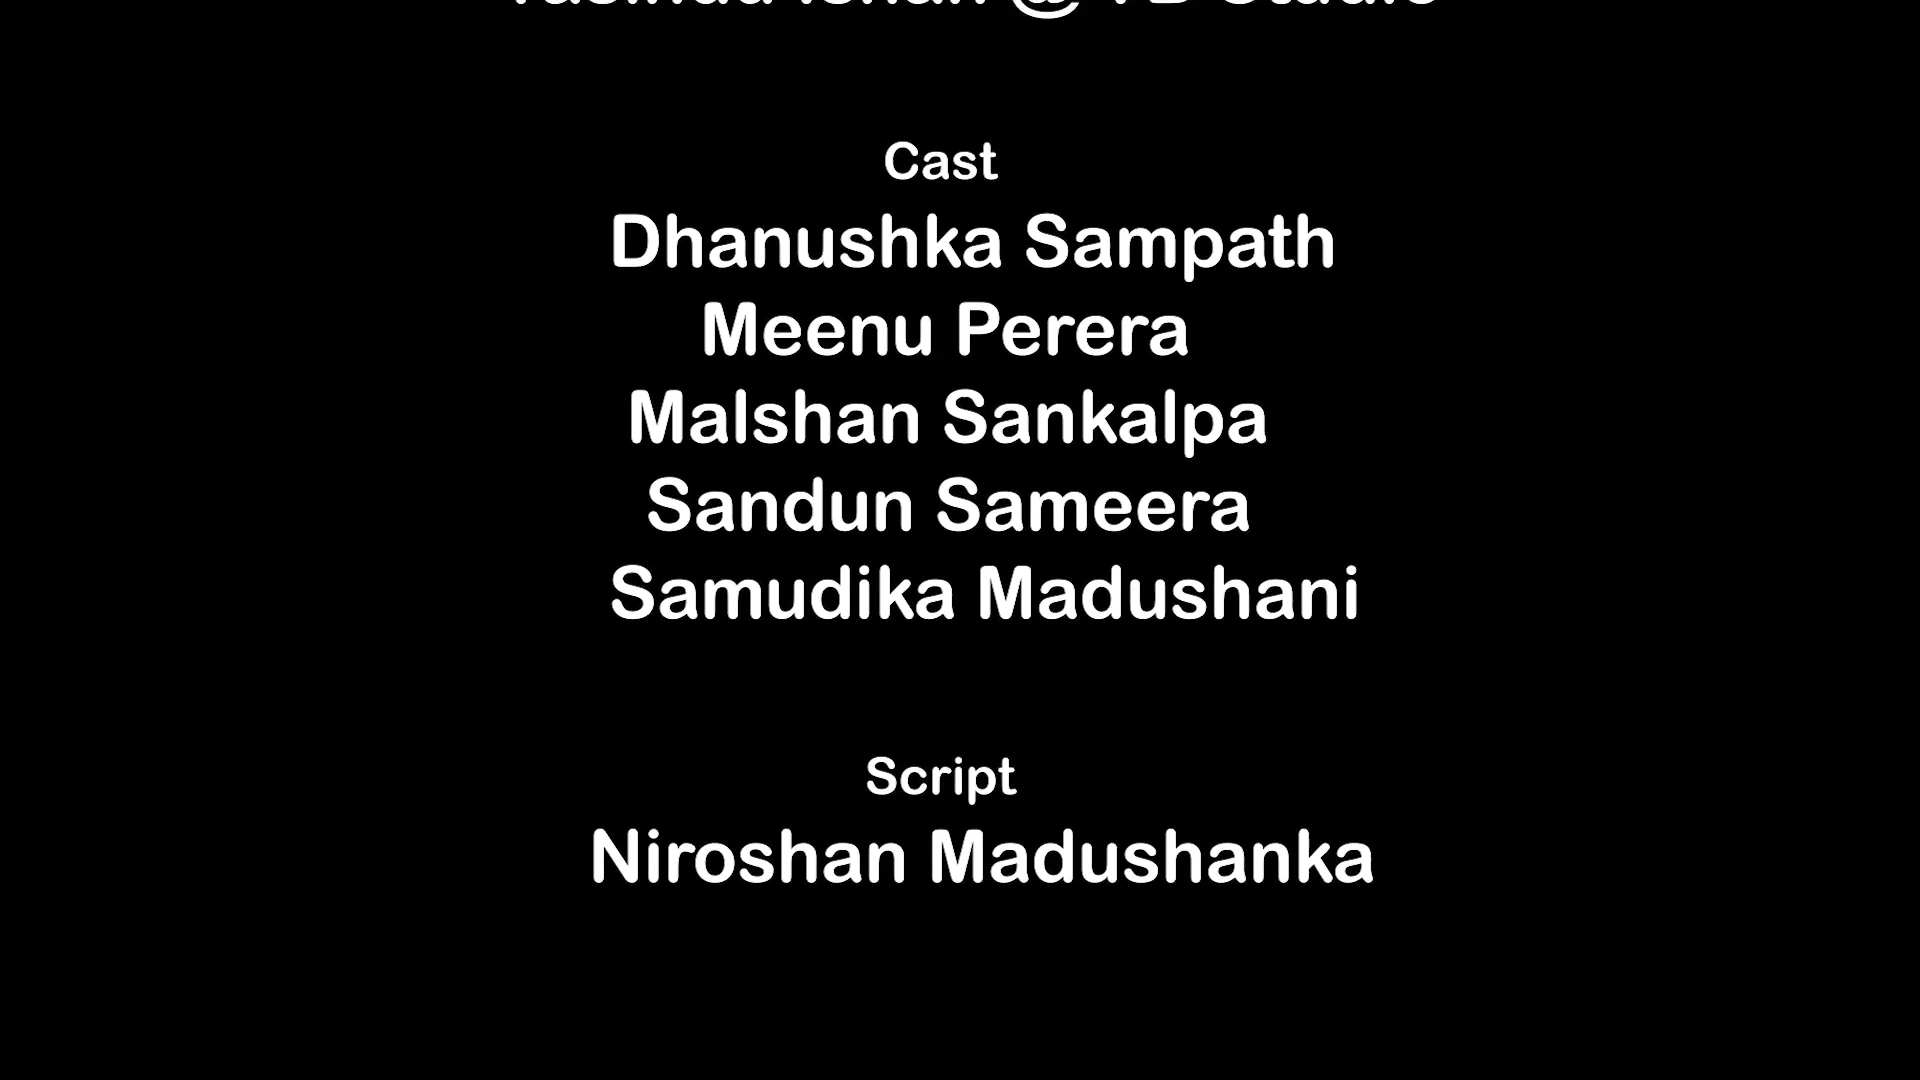 Cast
Dhanushka Sampath
Meenu Perera
Malshan Sankalpa
Sandun Sameera
Samudika Madushani
Script
Niroshan Madushanka